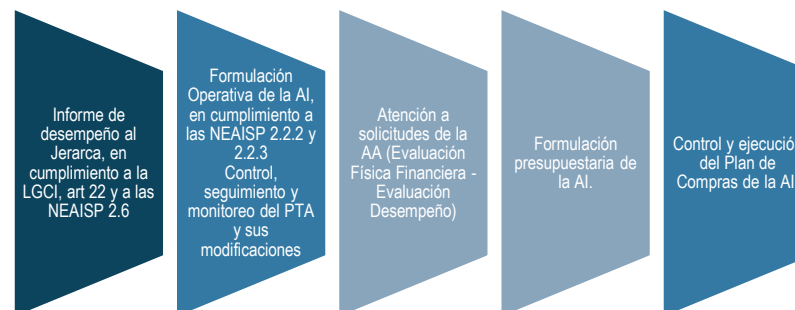 Informe de
desempeño al
Jerarca, en
cumplimiento a la
LGCI, art 22 y a las
NEAISP 2.6
Formulación
Operativa de la AI,
en cumplimiento a
las NEAISP 2.2.2 y
2.2.3
Control,
seguimiento y
monitoreo del PTA
y sus
modificaciones
Atención a
solicitudes de la
AA (Evaluación
Física Financiera -
Evaluación
Desempeño)
Formulación
presupuestaria de
la AI.
Control y ejecució
del Plan de
Compras de la AI